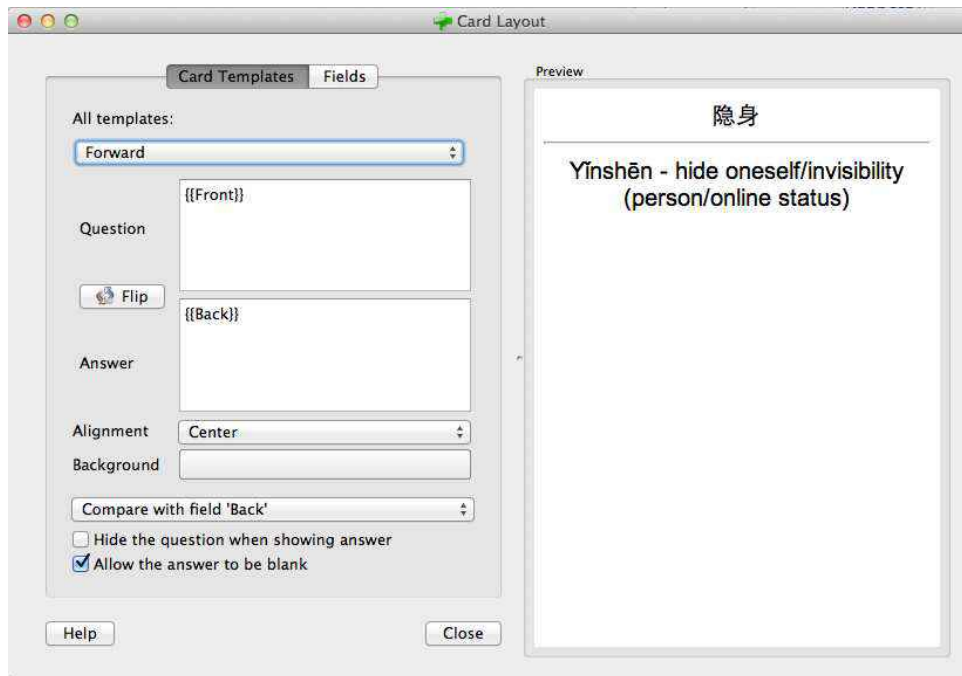 Card Layout
Card Templates
Fields
All templates:
Forward
Question
{{Front}}
Flip
Answer
{{Back}}
Alignment
Center
Background
Compare with field 'Back'
Hide the question when showing answer
Allow the answer to be blank
Help
Close
Preview
隐身
Yǐnshēn - hide oneself/invisibility
(person/online status)